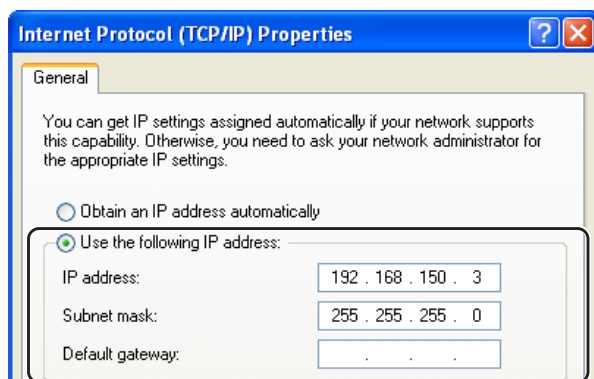 Internet Protocol (TCP/IP) Properties ? X
General
You can get IP settings assigned automatically if your network supports
this capability. Otherwise, you need to ask your network administrator for
the appropriate IP settings.
Obtain an IP address automatically
Use the following IP address:
IP address: 192 . 168 . 150 . 3
Subnet mask: 255 . 255 . 255 . 0
Default gateway: . . .